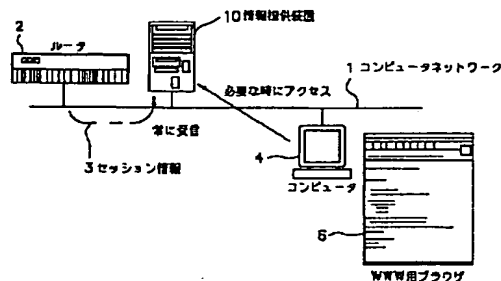 2
ルータ
10情報提供装置
必要な時にアクセス
1 コンピュータネットワーク
常に受信
3セッション情報
4
コンピュータ
6
WWW用ブラウザ